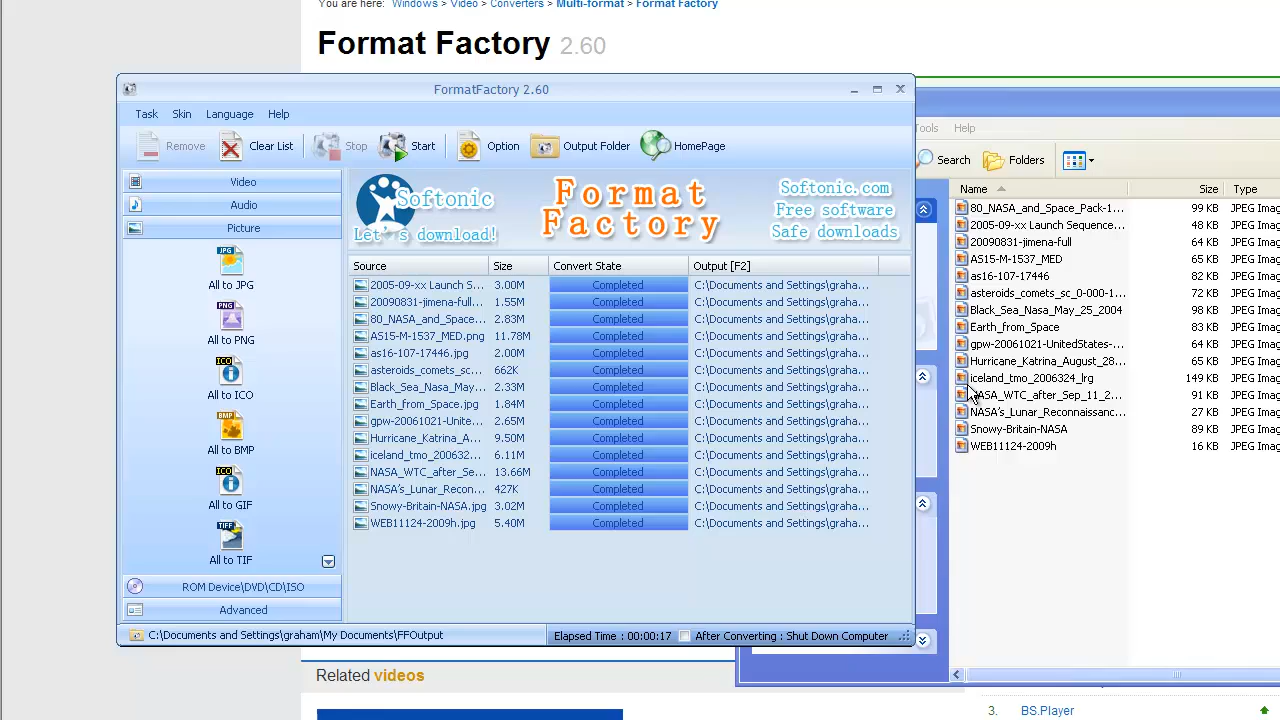 You are here: Windows > Video > Converters > Multi-format > Format Factory
Format Factory 2.60
FormatFactory 2.60
Task Skin Language Help
Remove Clear List Stop Start Option Output Folder HomePage
Video
Audio
Picture
All to JPG
All to PNG
All to ICO
All to BMP
All to GIF
All to TIF
ROM Device\DVD\CD\ISO
Advanced
Softonic
Let's download!
Format
Factory
Softonic.com
Free software
Safe downloads
Source Size Convert State Output [F2]
2005-09-xx Launch S... 3.00M Completed C:\Documents and Settings\graha...
20090831-jimena-full... 1.55M Completed C:\Documents and Settings\graha...
80_NASA_and_Space... 2.83M Completed C:\Documents and Settings\graha...
AS15-M-1537_MED.png 11.78M Completed C:\Documents and Settings\graha...
as16-107-17446.jpg 2.00M Completed C:\Documents and Settings\graha...
asteroids_comets_sc... 662K Completed C:\Documents and Settings\graha...
Black_Sea_Nasa_May... 2.33M Completed C:\Documents and Settings\graha...
Earth_from_Space.jpg 1.84M Completed C:\Documents and Settings\graha...
gpw-20061021-Unite... 2.65M Completed C:\Documents and Settings\graha...
Hurricane_Katrina_A... 9.50M Completed C:\Documents and Settings\graha...
iceland_tmo_200632... 6.11M Completed C:\Documents and Settings\graha...
NASA_WTC_after_Se... 13.66M Completed C:\Documents and Settings\graha...
NASA's_Lunar_Recon... 427K Completed C:\Documents and Settings\graha...
Snowy-Britain-NASA.jpg 3.02M Completed C:\Documents and Settings\graha...
WEB11124-2009h.jpg 5.40M Completed C:\Documents and Settings\graha...
C:\Documents and Settings\graham\My Documents\FFOutput
Elapsed Time : 00:00:17 After Converting : Shut Down Computer
Tools Help
Search Folders
Name Size Type
80_NASA_and_Space_Pack-1... 99 KB JPEG Imag
2005-09-xx Launch Sequence... 48 KB JPEG Imag
20090831-jimena-full 64 KB JPEG Imag
AS15-M-1537_MED 65 KB JPEG Imag
as16-107-17446 82 KB JPEG Imag
asteroids_comets_sc_0-000-1... 72 KB JPEG Imag
Black_Sea_Nasa_May_25_2004 98 KB JPEG Imag
Earth_from_Space 83 KB JPEG Imag
gpw-20061021-UnitedStates-... 64 KB JPEG Imag
Hurricane_Katrina_August_28... 65 KB JPEG Imag
iceland_tmo_2006324_lrg 149 KB JPEG Imag
NASA_WTC_after_Sep_11_2... 91 KB JPEG Imag
NASA's_Lunar_Reconnaissanc... 27 KB JPEG Imag
Snowy-Britain-NASA 89 KB JPEG Imag
WEB11124-2009h 16 KB JPEG Imag
Related videos
3. BS.Player